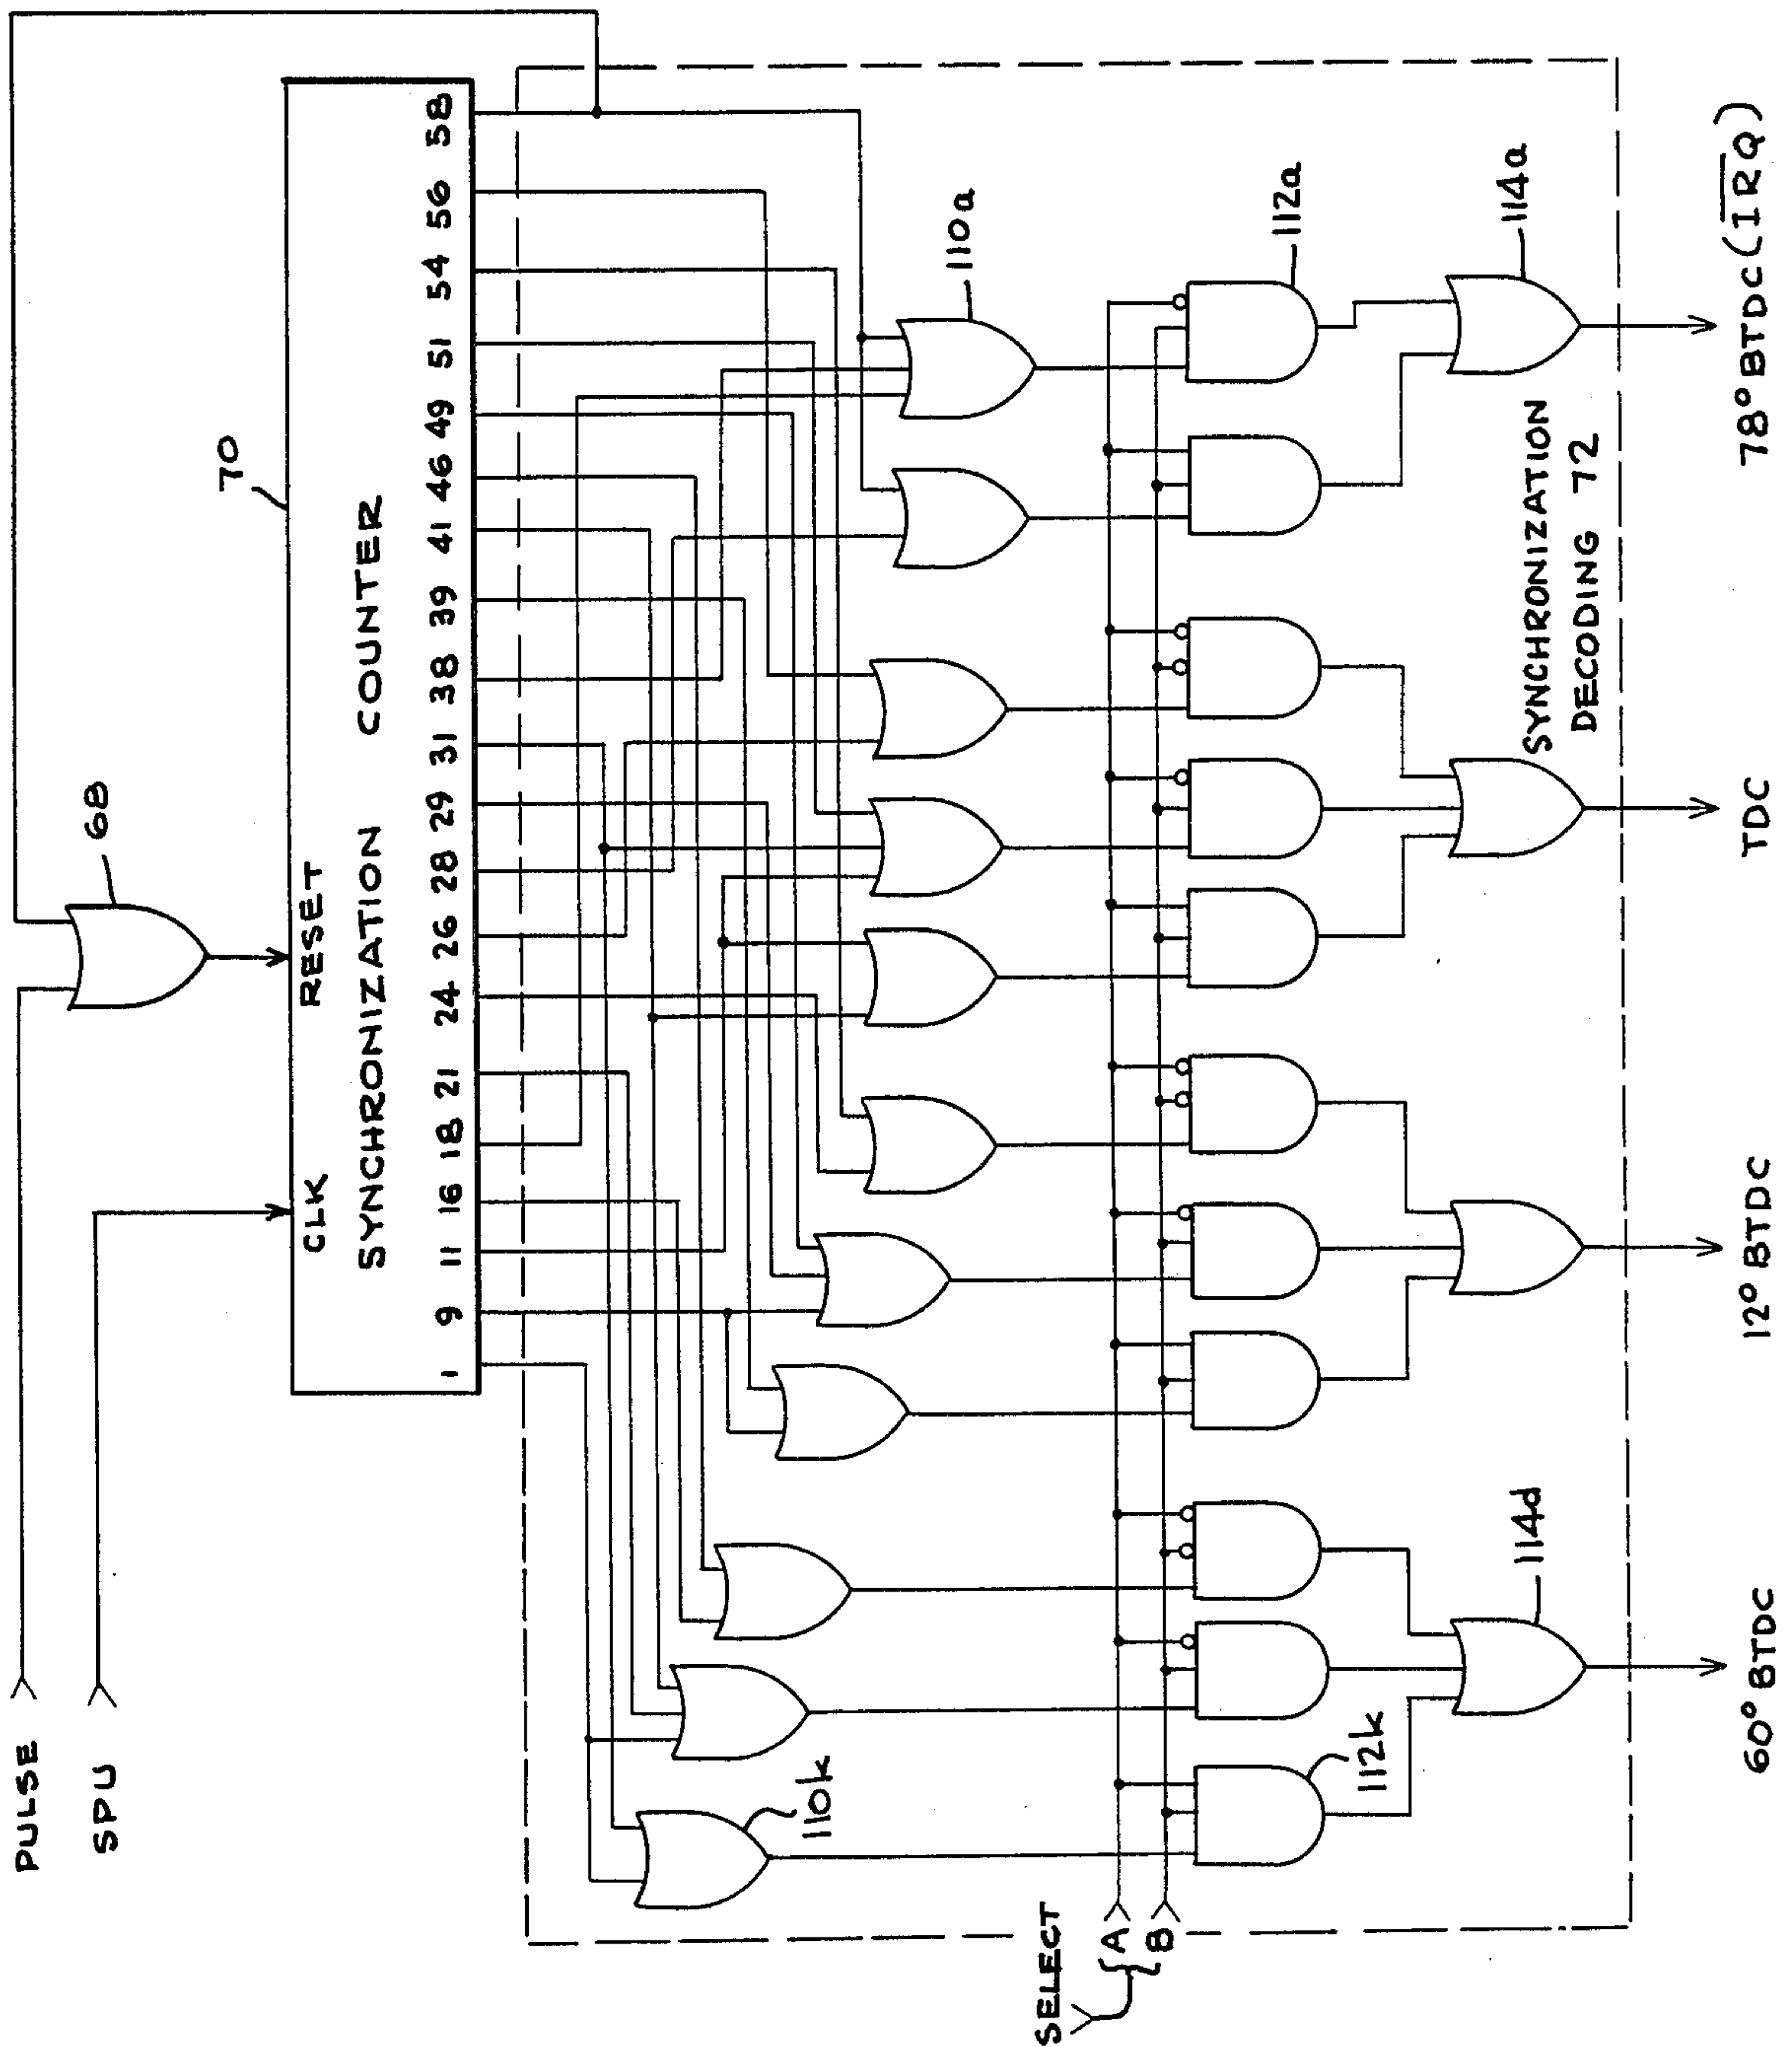 PULSE
SPU
68
70
CLK
RESET
SYNCHRONIZATION COUNTER
1 9 11 16 18 21 24 26 28 29 31 38 39 41 46 49 51 54 56 58
110k
110a
SELECT
A
B
112k
112a
114d
114a
SYNCHRONIZATION
DECODING 72
60° BTDC
12° BTDC
TDC
78° BTDC (I̅R̅Q̅)